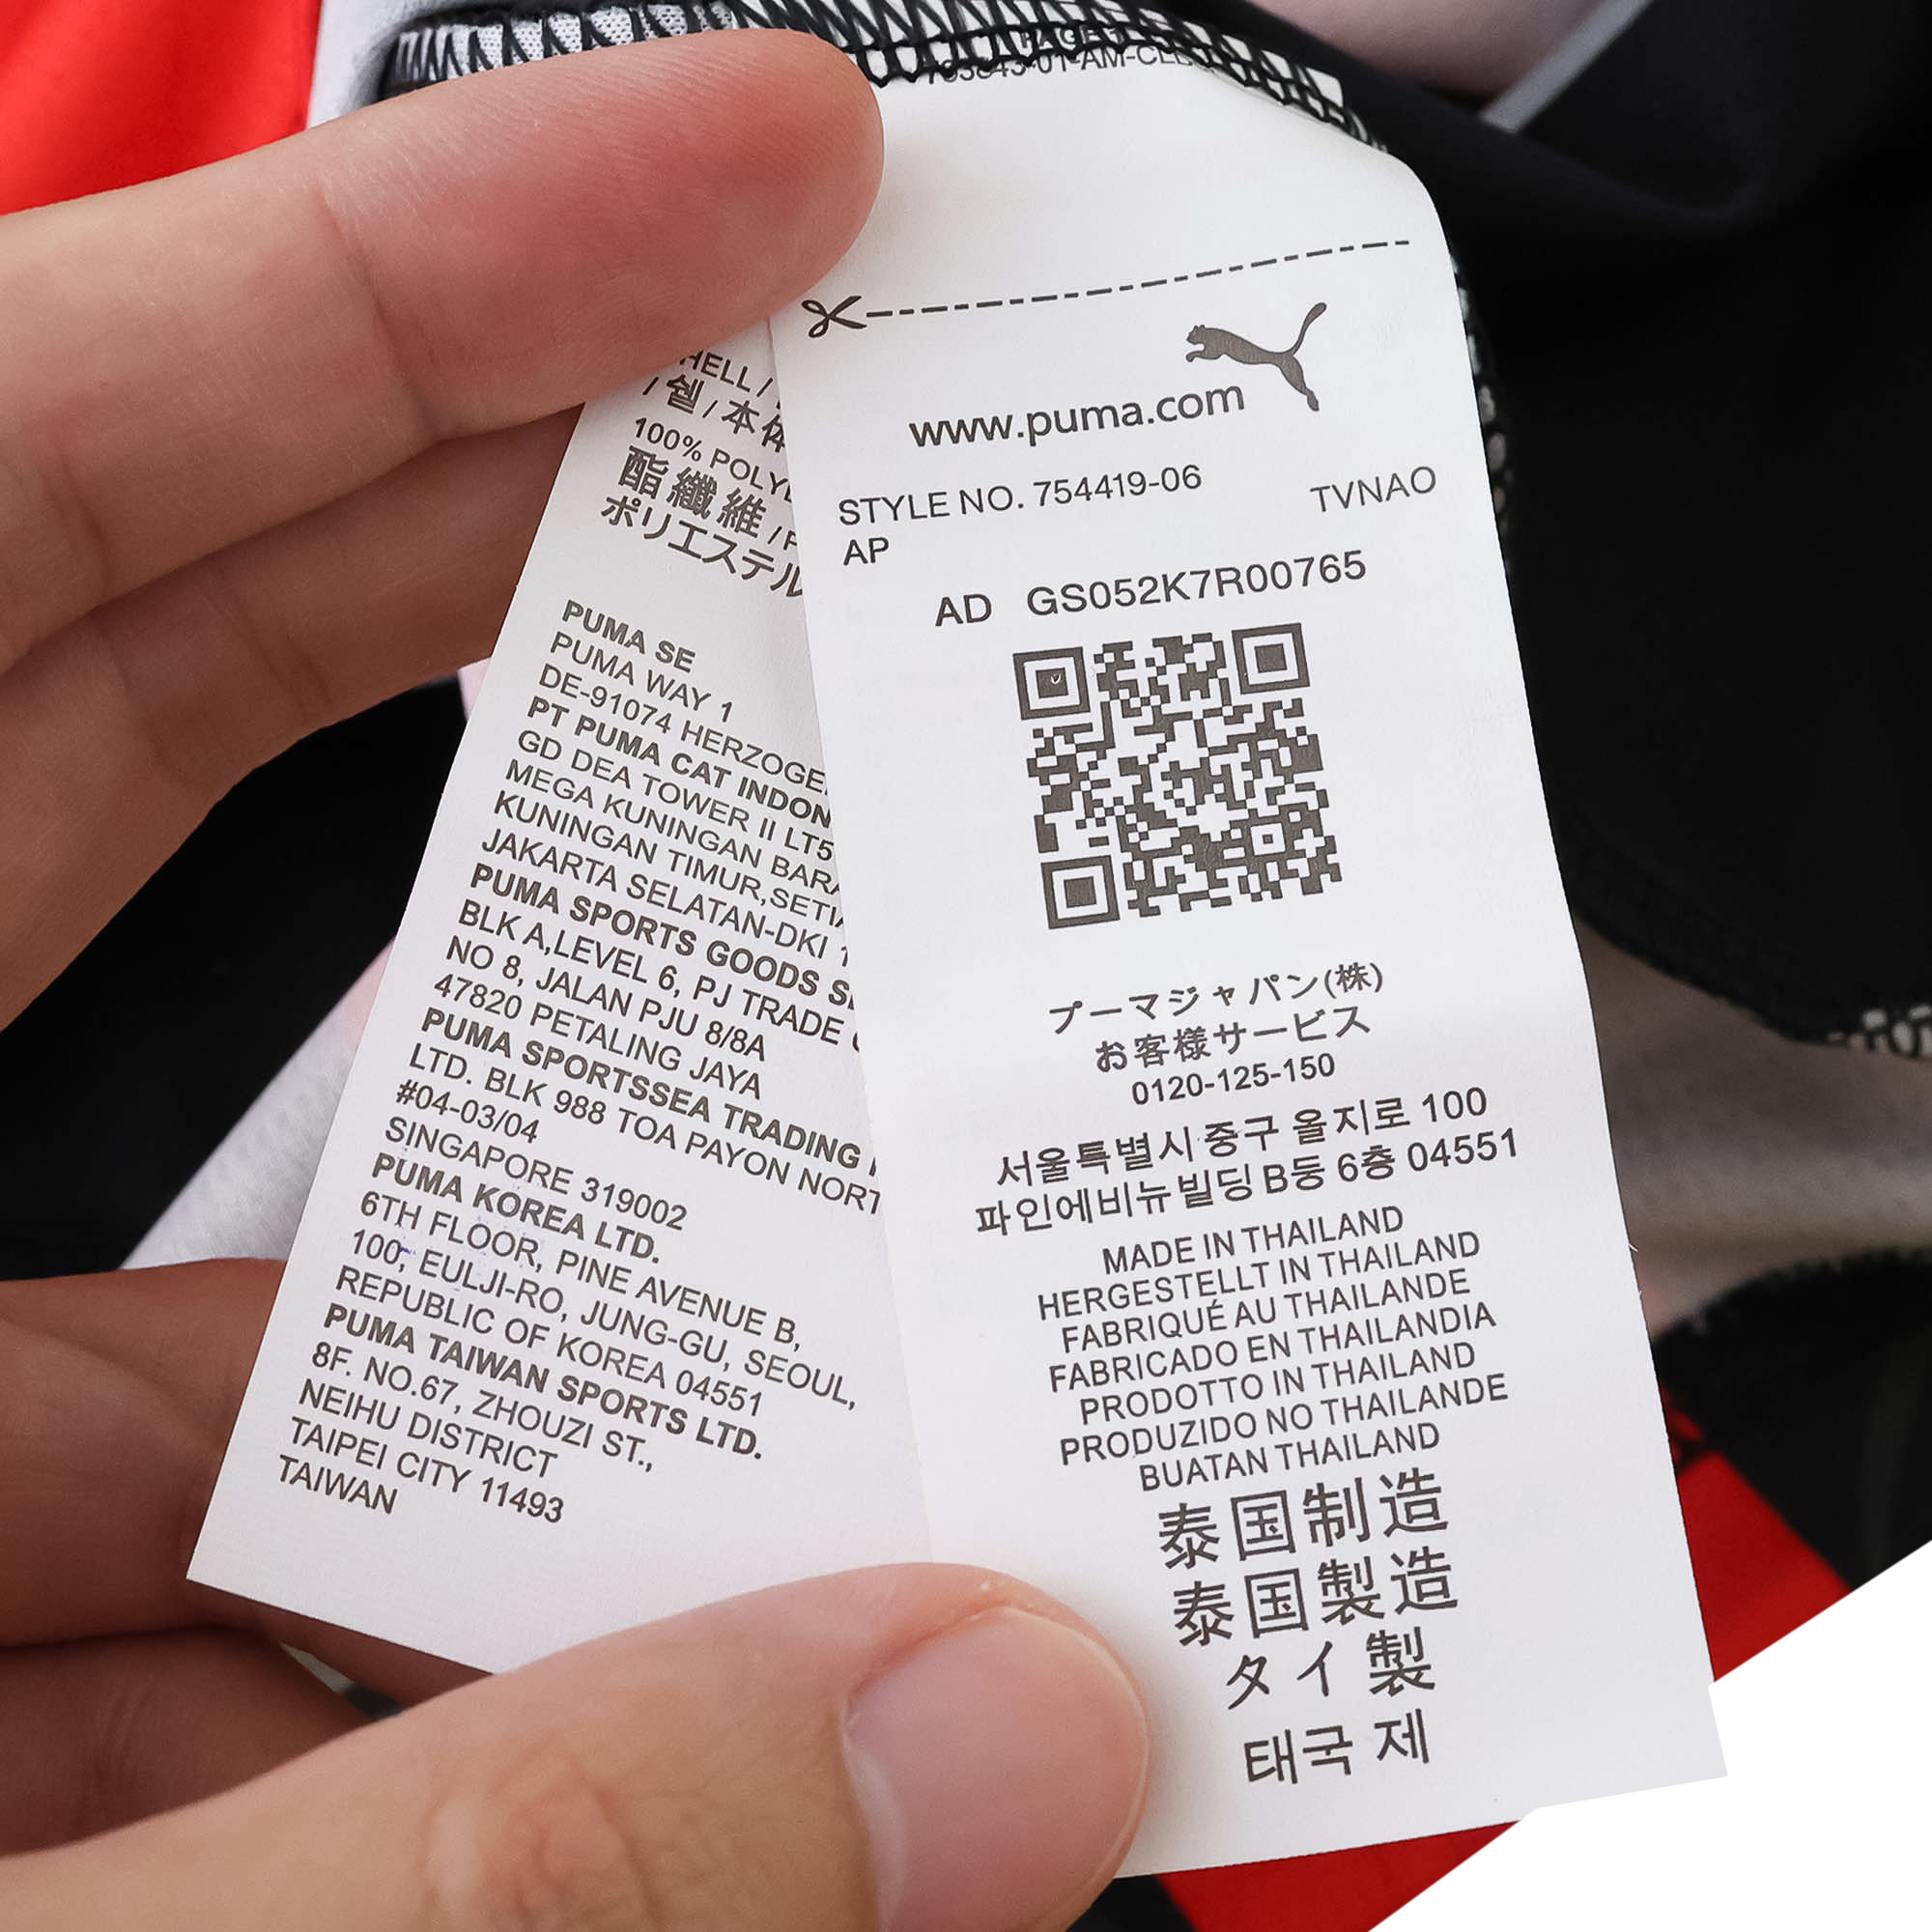 www.puma.com
STYLE NO. 754419-06 TVNAO
AP
AD GS052K7R00765
プーマジャパン(株)
お客様サービス
0120-125-150
서울특별시 중구 을지로 100
파인에비뉴빌딩 B동 6층 04551
MADE IN THAILAND
HERGESTELLT IN THAILAND
FABRIQUÉ AU THAILANDE
FABRICADO EN THAILANDIA
PRODOTTO IN THAILAND
PRODUZIDO NO THAILANDE
BUATAN THAILAND
泰国制造
泰国製造
タイ製
태국 제
/ 쉘 / 本体
100%
酯纖維 /
ポリエステル
PUMA SE
PUMA WAY 1
DE-91074
PT PUMA CAT
GD DEA TOWER II LT5
MEGA KUNINGAN
KUNINGAN TIMUR,
JAKARTA SELATAN-DKI
PUMA SPORTS GOODS
BLK A,LEVEL 6, PJ TRADE
NO 8, JALAN PJU 8/8A
47820 PETALING JAYA
PUMA SPORTSSEA TRADING
LTD. BLK 988 TOA PAYON
#04-03/04
SINGAPORE 319002
PUMA KOREA LTD.
6TH FLOOR, PINE AVENUE B,
100, EULJI-RO, JUNG-GU, SEOUL,
REPUBLIC OF KOREA 04551
PUMA TAIWAN SPORTS LTD.
8F. NO.67, ZHOUZI ST.,
NEIHU DISTRICT
TAIPEI CITY 11493
TAIWAN